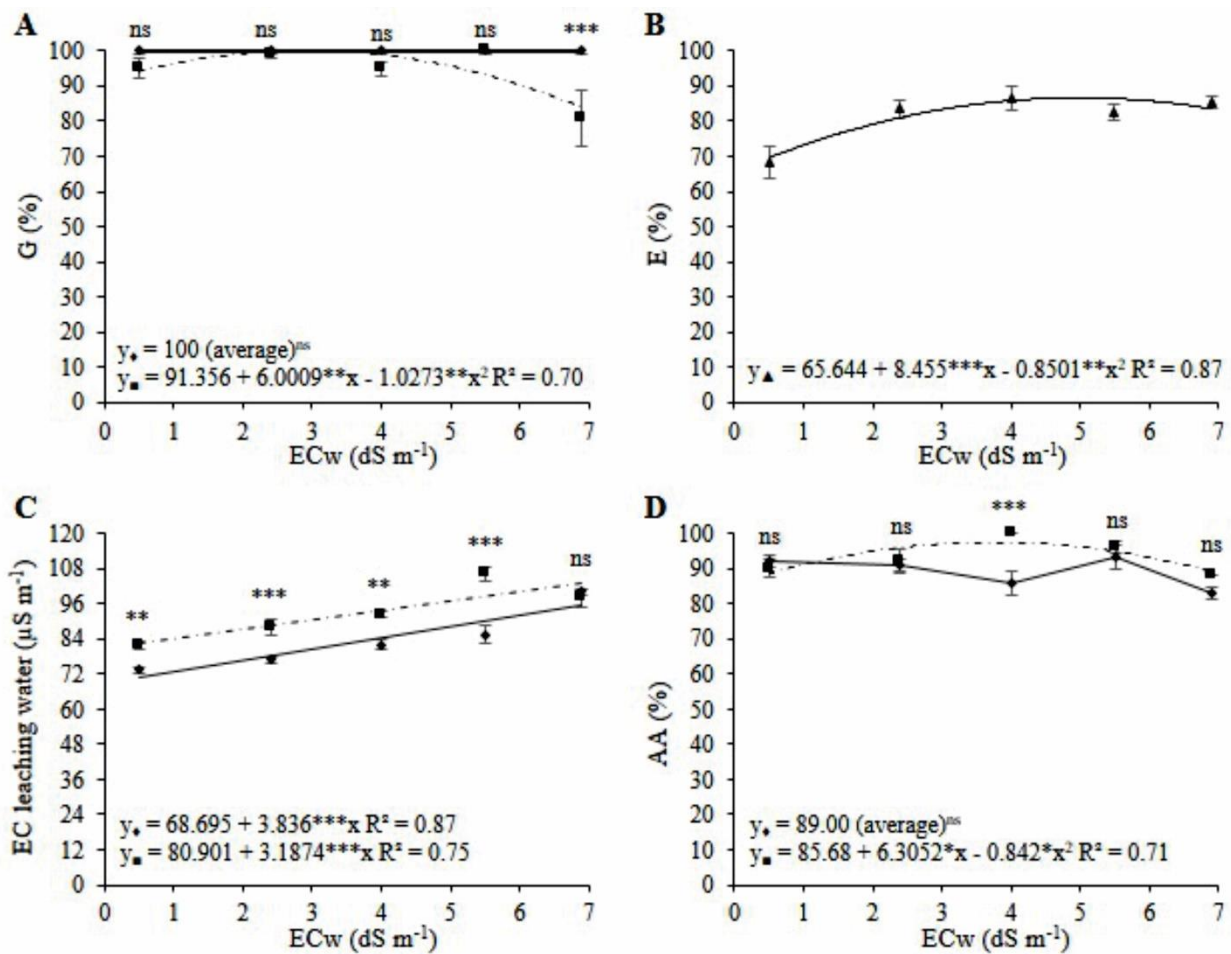 A
ns ns ns ns ***
100
90
80
70
60
50
40
30
20
10
0
G (%)
y♦ = 100 (average)ⁿˢ
y■ = 91.356 + 6.0009**x - 1.0273**x² R² = 0.70
0 1 2 3 4 5 6 7
ECw (dS m⁻¹)
B
100
90
80
70
60
50
40
30
20
10
0
E (%)
y▲ = 65.644 + 8.455***x - 0.8501**x² R² = 0.87
0 1 2 3 4 5 6 7
ECw (dS m⁻¹)
C
120
108
96
84
72
60
48
36
24
12
0
EC leaching water (µS m⁻¹)
** *** ** *** ns
y♦ = 68.695 + 3.836***x R² = 0.87
y■ = 80.901 + 3.1874***x R² = 0.75
0 1 2 3 4 5 6 7
ECw (dS m⁻¹)
D
100
90
80
70
60
50
40
30
20
10
0
AA (%)
ns ns *** ns ns
y♦ = 89.00 (average)ⁿˢ
y■ = 85.68 + 6.3052*x - 0.842*x² R² = 0.71
0 1 2 3 4 5 6 7
ECw (dS m⁻¹)